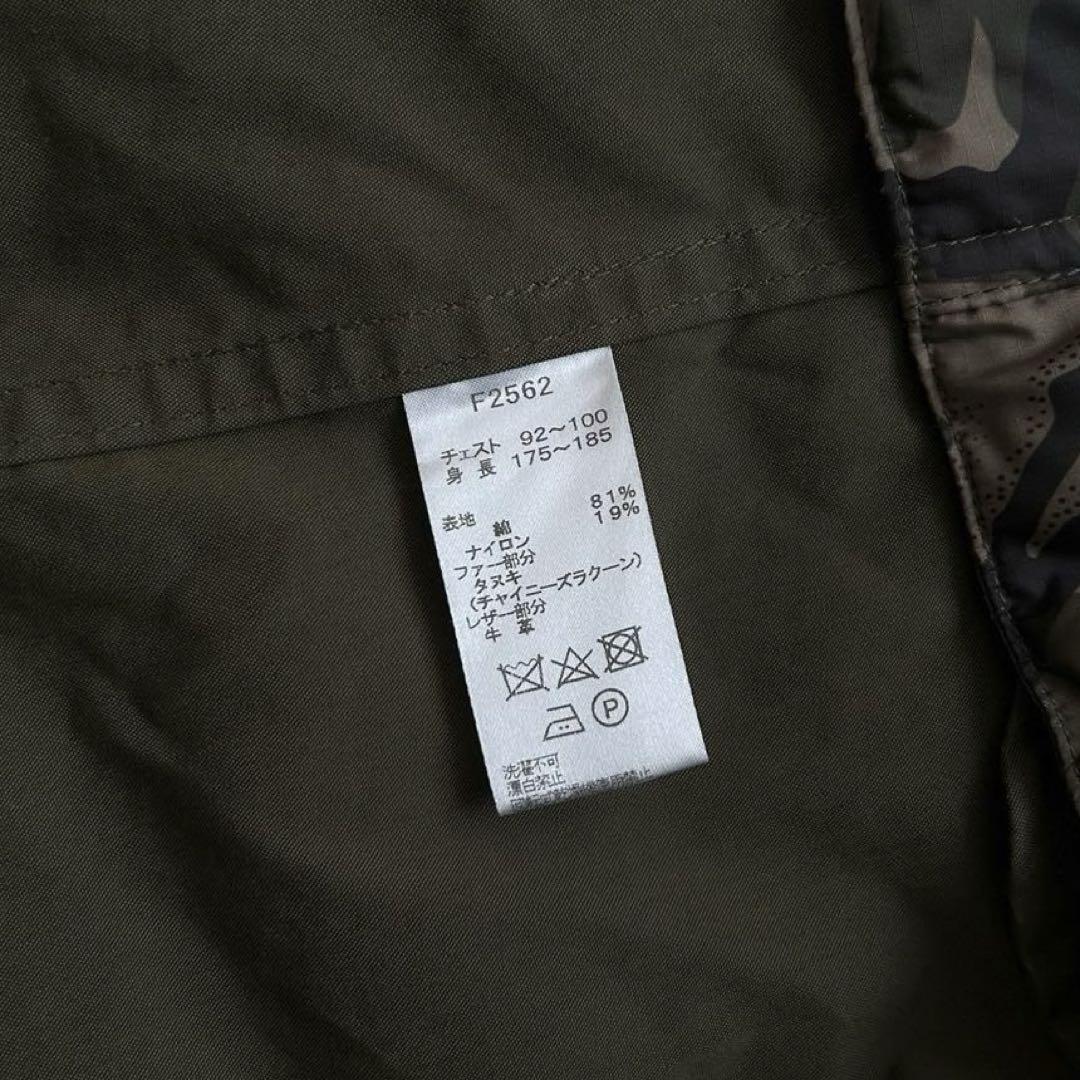 F2562
チェスト 92～100
身長 175～185
表地
綿 81%
ナイロン 19%
ファー部分
タヌキ
(チャイニーズラクーン)
レザー部分
牛革
P
洗濯不可
漂白禁止